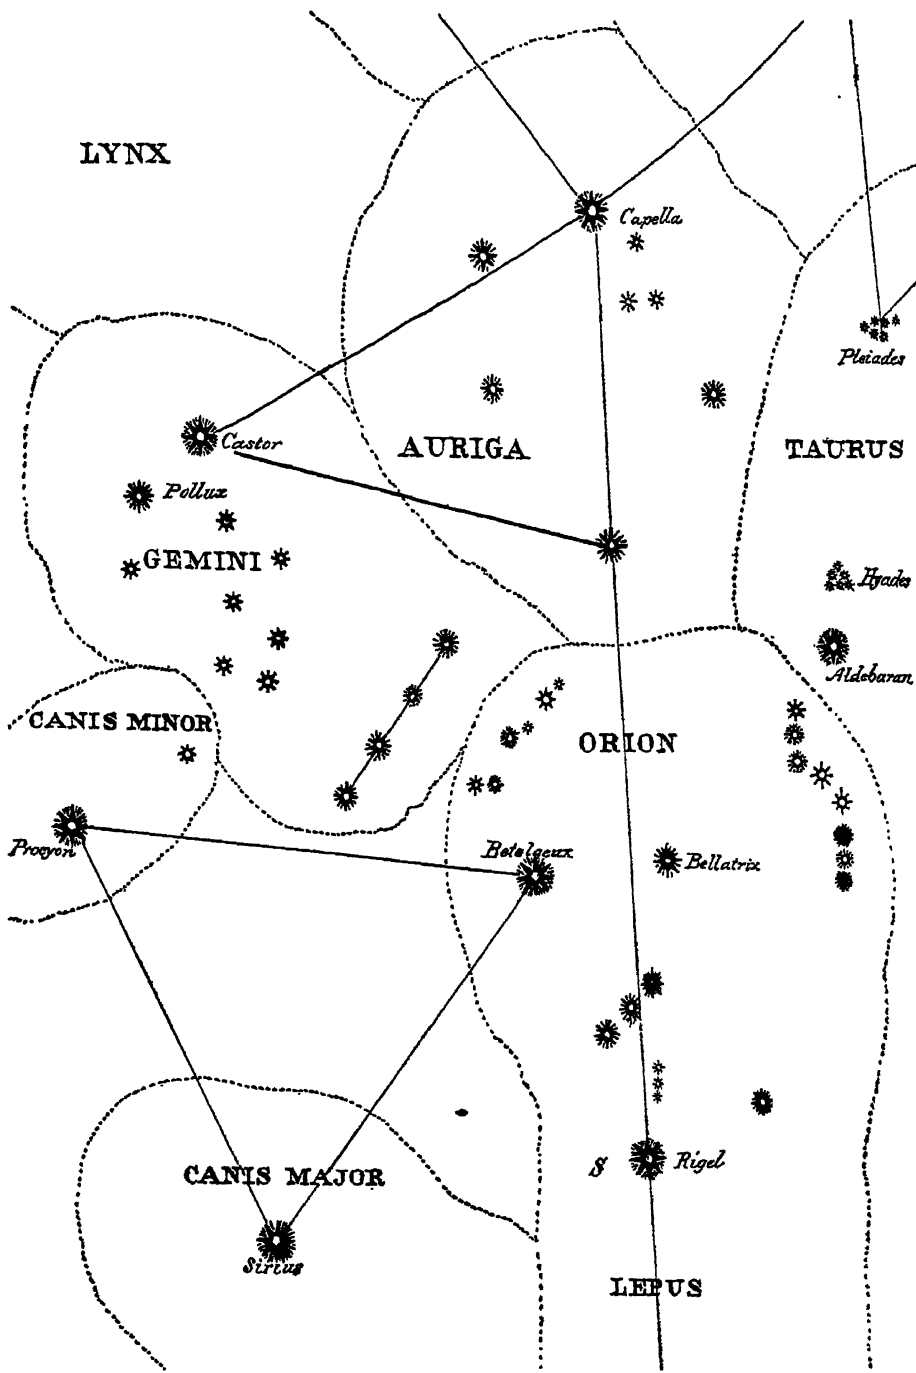 LYNX
Capella
Pleiades
Castor
AURIGA
TAURUS
Pollux
GEMINI
Hyades
Aldebaran
CANIS MINOR
ORION
Procyon
Betelgeux
Bellatrix
S
Rigel
CANIS MAJOR
Sirius
LEPUS